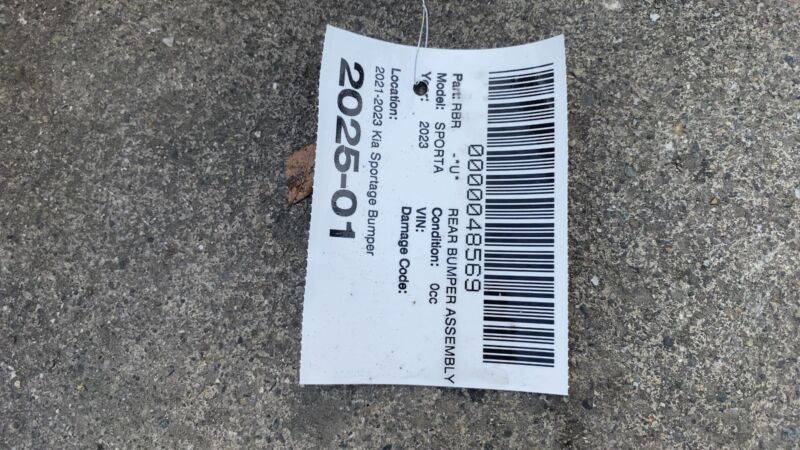 0000048569
Part: RBR -*U* REAR BUMPER ASSEMBLY
Model: SPORTA Condition: 0cc
Year: 2023 VIN:
Damage Code:
Location:
2021-2023 Kia Sportage Bumper
2025-01